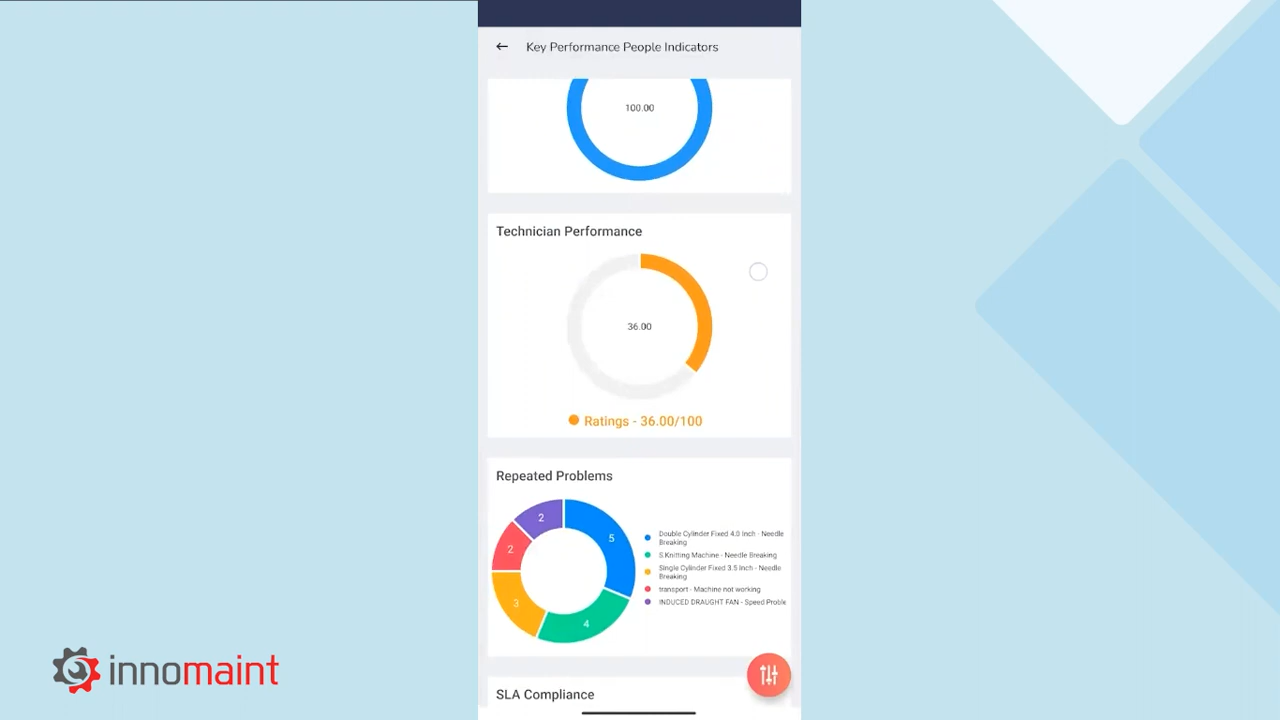 Key Performance People Indicators
100.00
Technician Performance
36.00
Ratings - 36.00/100
Repeated Problems
5
4
3
2
2
Double Cylinder Fixed 4.0 Inch - Needle
Breaking
S.Knitting Machine - Needle Breaking
Single Cylinder Fixed 3.5 Inch - Needle
Breaking
transport - Machine not working
INDUCED DRAUGHT FAN - Speed Proble
SLA Compliance
innomaint